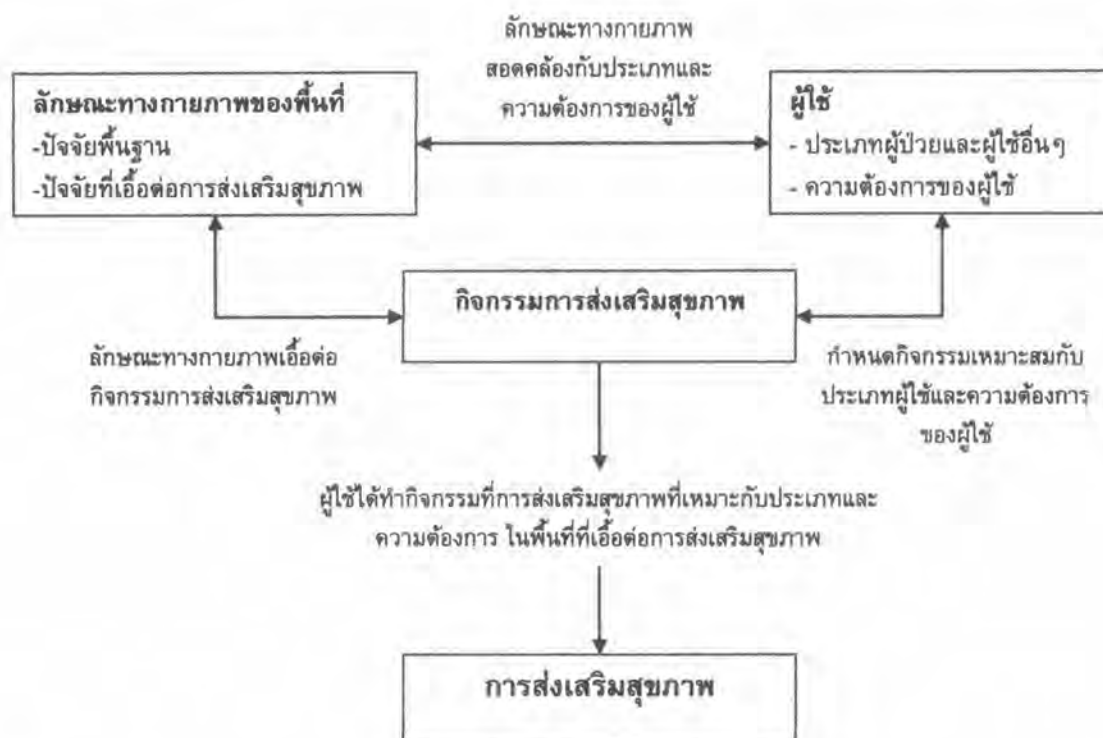 ลักษณะทางกายภาพ
สอดคล้องกับประเภทและ
ความต้องการของผู้ใช้
ลักษณะทางกายภาพของพื้นที่
-ปัจจัยพื้นฐาน
-ปัจจัยที่เอื้อต่อการส่งเสริมสุขภาพ
ผู้ใช้
- ประเภทผู้ป่วยและผู้ใช้อื่นๆ
- ความต้องการของผู้ใช้
กิจกรรมการส่งเสริมสุขภาพ
ลักษณะทางกายภาพเอื้อต่อ
กิจกรรมการส่งเสริมสุขภาพ
กำหนดกิจกรรมเหมาะสมกับ
ประเภทผู้ใช้และความต้องการ
ของผู้ใช้
ผู้ใช้ได้ทำกิจกรรมที่การส่งเสริมสุขภาพที่เหมาะกับประเภทและ
ความต้องการ ในพื้นที่ที่เอื้อต่อการส่งเสริมสุขภาพ
การส่งเสริมสุขภาพ